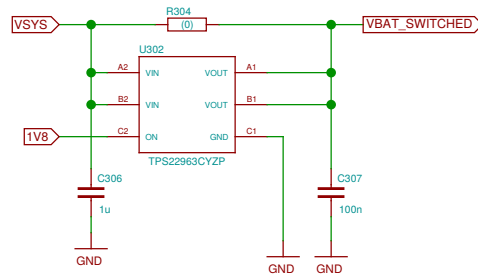 R304
VSYS
(0)
VBAT_SWITCHED
U302
A2 VIN VOUT A1
B2 VIN VOUT B1
1V8 C2 ON GND C1
TPS22963CYZP
C306
1u
C307
100n
GND
GND
GND